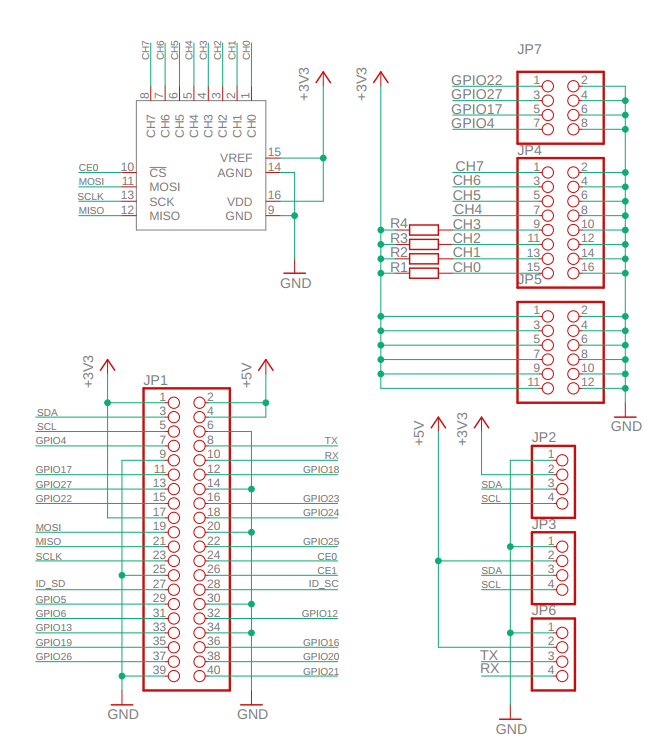 CH7 CH6 CH5 CH4 CH3 CH2 CH1 CH0
8 7 6 5 4 3 2 1
CH7 CH6 CH5 CH4 CH3 CH2 CH1 CH0
+3V3
VREF 15
CE0 10 CS AGND 14
MOSI 11 MOSI
SCLK 13 SCK VDD 16
MISO 12 MISO GND 9
GND
+3V3
JP7
GPIO22 1 2
GPIO27 3 4
GPIO17 5 6
GPIO4 7 8
JP4
CH7 1 2
CH6 3 4
CH5 5 6
CH4 7 8
R4 CH3 9 10
R3 CH2 11 12
R2 CH1 13 14
R1 CH0 15 16
JP5
1 2
3 4
5 6
7 8
9 10
11 12
GND
+3V3 +5V
JP1
1 2
SDA 3 4
SCL 5 6
GPIO4 7 8 TX
9 10 RX
GPIO17 11 12 GPIO18
GPIO27 13 14
GPIO22 15 16 GPIO23
17 18 GPIO24
MOSI 19 20
MISO 21 22 GPIO25
SCLK 23 24 CE0
25 26 CE1
ID_SD 27 28 ID_SC
GPIO5 29 30
GPIO6 31 32 GPIO12
GPIO13 33 34
GPIO19 35 36 GPIO16
GPIO26 37 38 GPIO20
39 40 GPIO21
GND GND
+5V +3V3
JP2
1
2
SDA 3
SCL 4
JP3
1
2
SDA 3
SCL 4
JP6
1
2
TX 3
RX 4
GND